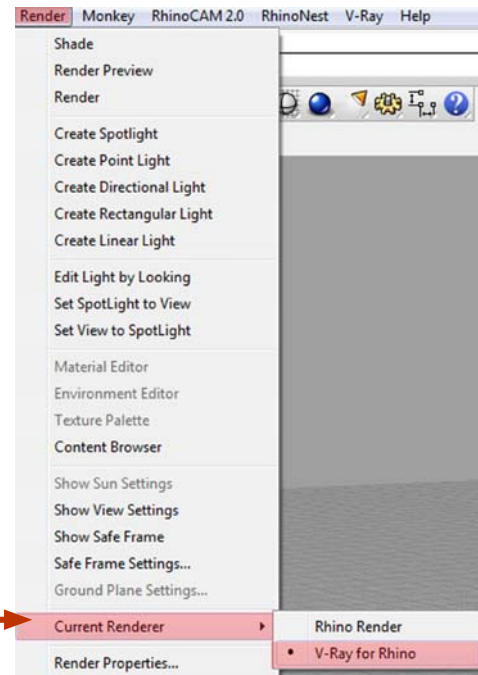 Render Monkey RhinoCAM 2.0 RhinoNest V-Ray Help
Shade
Render Preview
Render
Create Spotlight
Create Point Light
Create Directional Light
Create Rectangular Light
Create Linear Light
Edit Light by Looking
Set SpotLight to View
Set View to SpotLight
Material Editor
Environment Editor
Texture Palette
Content Browser
Show Sun Settings
Show View Settings
Show Safe Frame
Safe Frame Settings...
Ground Plane Settings...
Current Renderer
Rhino Render
V-Ray for Rhino
Render Properties...